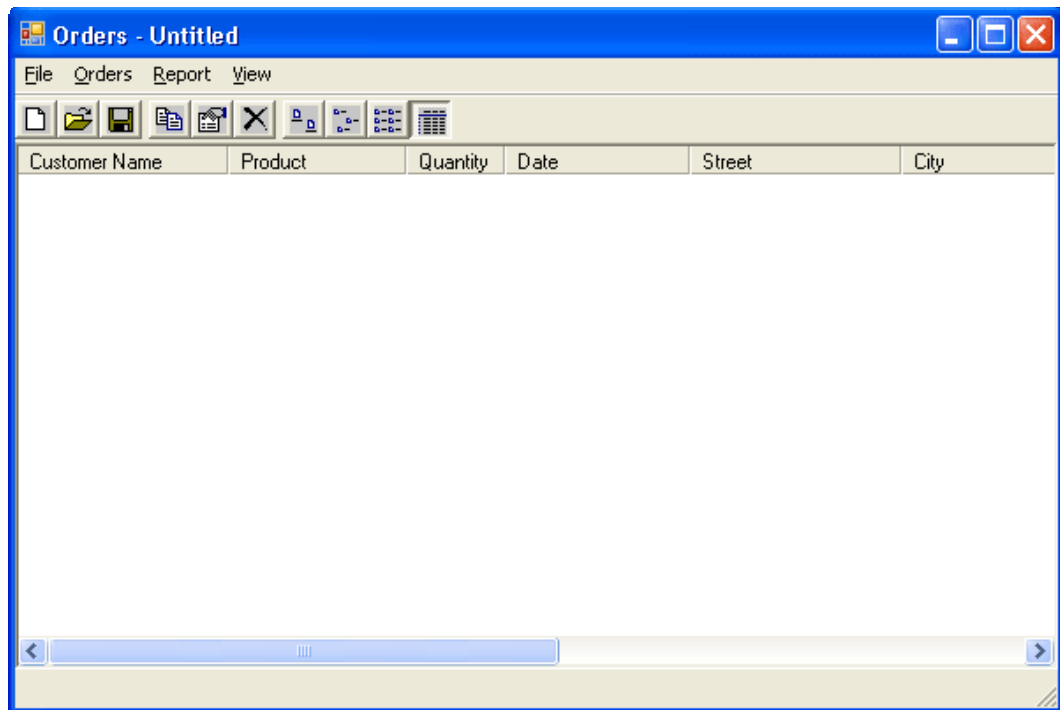 Orders - Untitled
File Orders Report View
Customer Name Product Quantity Date Street City